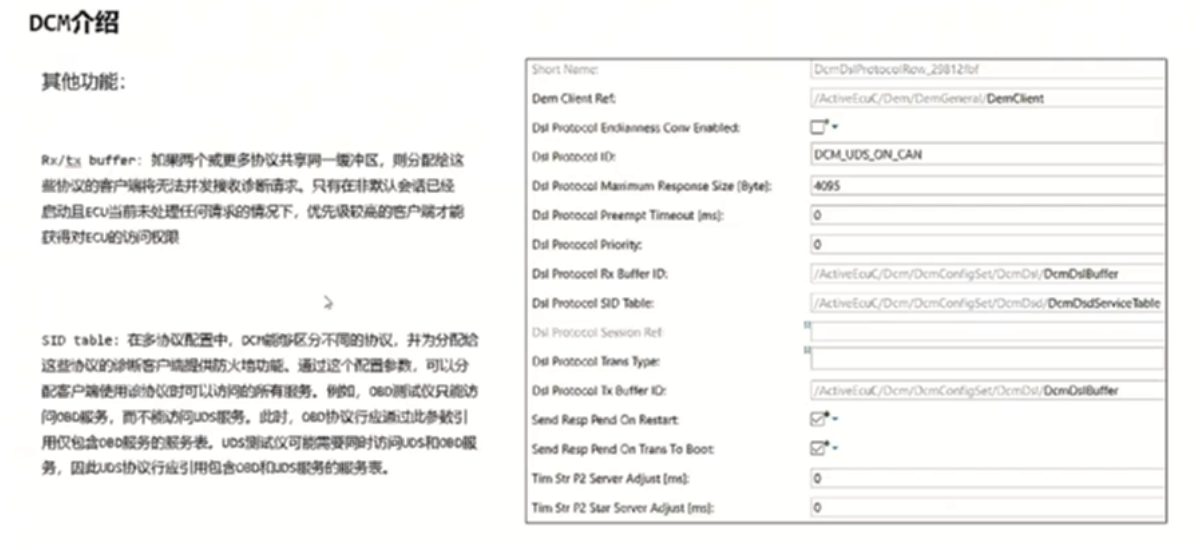 DCM介绍
其他功能：
Rx/tx buffer: 如果两个或更多协议共享同一缓冲区，则分配给这
些协议的客户端将无法并发接收诊断请求。只有在非默认会话已经
启动且ECU当前未处理任何请求的情况下，优先级较高的客户端才能
获得对ECU的访问权限
SID table: 在多协议配置中，DCM能够区分不同的协议，并为分配给
这些协议的诊断客户端提供防火墙功能。通过这个配置参数，可以分
配客户端使用该协议时可以访问的所有服务。例如，OBD测试仪只能访
问OBD服务，而不能访问UDS服务。此时，OBD协议行应通过此参数引
用仅包含OBD服务的服务表。UDS测试仪可能需要同时访问UDS和OBD服
务，因此UDS协议行应引用包含OBD和UDS服务的服务表。
Short Name: DcmDslProtocolRow_29812fbf
Dem Client Ref: /ActiveEcuC/Dem/DemGeneral/DemClient
Dsl Protocol Endianness Conv Enabled:
Dsl Protocol ID: DCM_UDS_ON_CAN
Dsl Protocol Maximum Response Size [Byte]: 4095
Dsl Protocol Preempt Timeout [ms]: 0
Dsl Protocol Priority: 0
Dsl Protocol Rx Buffer ID: /ActiveEcuC/Dcm/DcmConfigSet/DcmDsl/DcmDslBuffer
Dsl Protocol SID Table: /ActiveEcuC/Dcm/DcmConfigSet/DcmDsd/DcmDsdServiceTable
Dsl Protocol Session Ref:
Dsl Protocol Trans Type:
Dsl Protocol Tx Buffer ID: /ActiveEcuC/Dcm/DcmConfigSet/DcmDsl/DcmDslBuffer
Send Resp Pend On Restart:
Send Resp Pend On Trans To Boot:
Tim Str P2 Server Adjust [ms]: 0
Tim Str P2 Star Server Adjust [ms]: 0